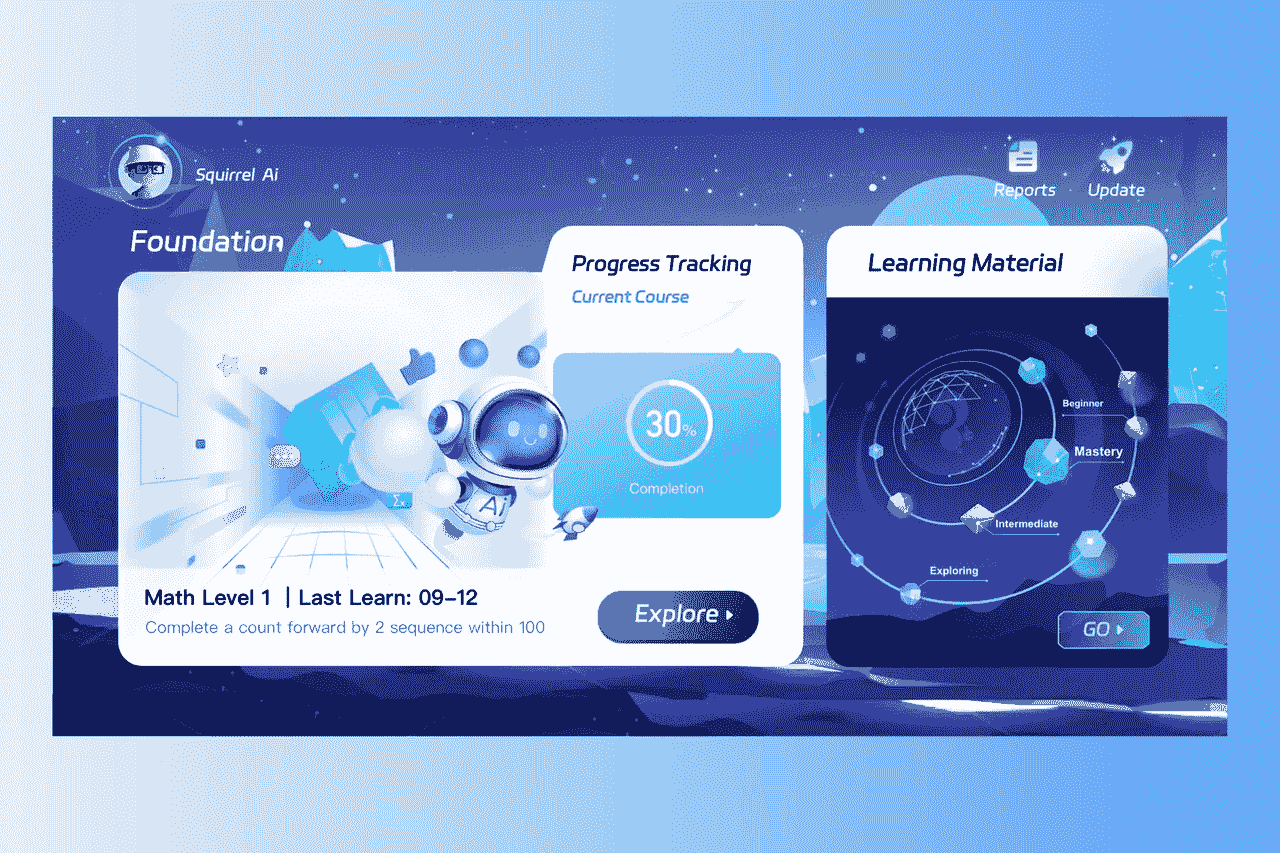 Squirrel Ai
Reports
Update
Foundation
Progress Tracking
Current Course
30%
Completion
Ai
Math Level 1 | Last Learn: 09-12
Complete a count forward by 2 sequence within 100
Explore
Learning Material
Beginner
Mastery
Intermediate
Exploring
GO